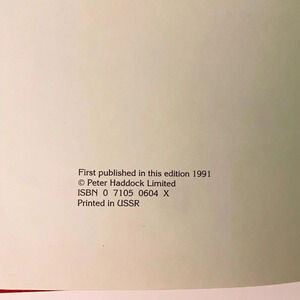 First published in this edition 1991
© Peter Haddock Limited
ISBN 0 7105 0604 X
Printed in USSR